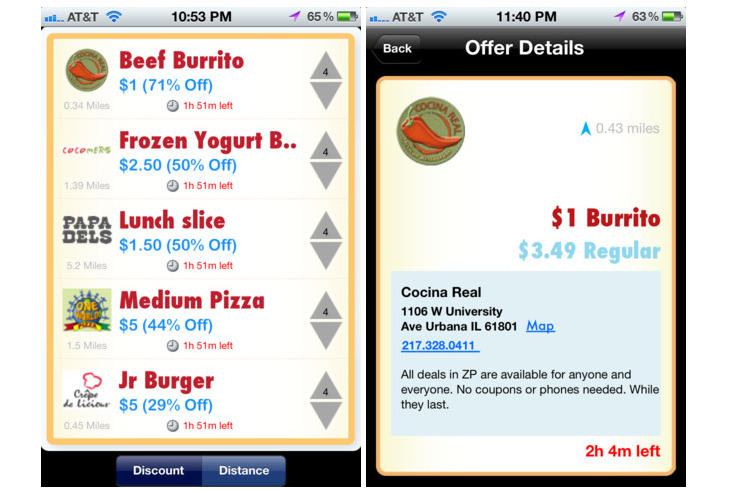 AT&T 10:53 PM 65%
COCINA REAL
Beef Burrito
$1 (71% Off)
4
0.34 Miles
1h 51m left
cocomero
Frozen Yogurt B..
$2.50 (50% Off)
4
1.39 Miles
1h 51m left
PAPA
DELS
Lunch slice
$1.50 (50% Off)
4
5.2 Miles
1h 51m left
ONE
WORLD
PIZZA
Medium Pizza
$5 (44% Off)
4
1.5 Miles
1h 51m left
Crêpe
de licious
Jr Burger
$5 (29% Off)
4
0.45 Miles
1h 51m left
Discount Distance
AT&T 11:40 PM 63%
Back Offer Details
COCINA REAL
0.43 miles
$1 Burrito
$3.49 Regular
Cocina Real
1106 W University
Ave Urbana IL 61801 Map
217.328.0411
All deals in ZP are available for anyone and
everyone. No coupons or phones needed. While
they last.
2h 4m left